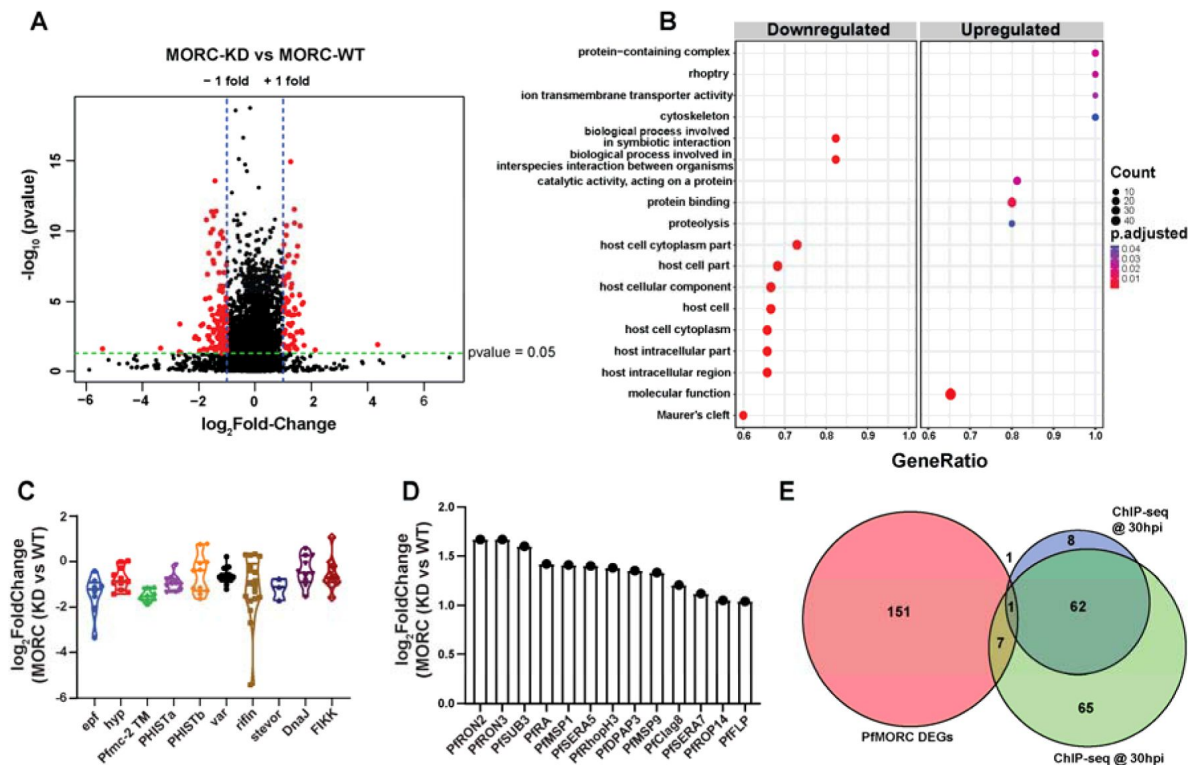 A
MORC-KD vs MORC-WT
− 1 fold + 1 fold
-log10 (pvalue)
15
10
5
0
pvalue = 0.05
−6 −4 −2 0 2 4 6
log2Fold-Change
B
Downregulated Upregulated
protein−containing complex
rhoptry
ion transmembrane transporter activity
cytoskeleton
biological process involved
in symbiotic interaction
biological process involved in
interspecies interaction between organisms
catalytic activity, acting on a protein
protein binding
proteolysis
host cell cytoplasm part
host cell part
host cellular component
host cell
host cell cytoplasm
host intracellular part
host intracellular region
molecular function
Maurer's cleft
0.6 0.7 0.8 0.9 1.0 0.6 0.7 0.8 0.9 1.0
GeneRatio
Count
10
20
30
40
p.adjusted
0.04
0.03
0.02
0.01
C
log2FoldChange
(MORC (KD vs WT)
2
0
-2
-4
-6
epf hyp Pfmc-2 TM PHISTa PHISTb var rifin stevor DnaJ FIKK
D
log2FoldChange
(MORC (KD vs WT)
2.0
1.5
1.0
0.5
0.0
PfRON2 PfRON3 PfSUB3 PfRA PfMSP1 PfSERA5 PfRhopH3 PfDPAP3 PfMSP9 PfClag8 PfSERA7 PfROP14 PfFLP
E
ChIP-seq
@ 30hpi
1 8
151 1 62
7
65
PfMORC DEGs
ChIP-seq @ 30hpi